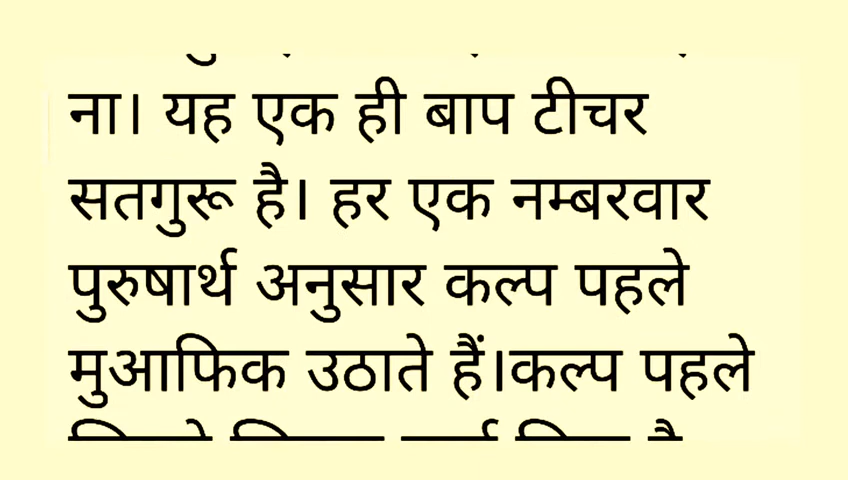 ना। यह एक ही बाप टीचर
सतगुरू है। हर एक नम्बरवार
पुरुषार्थ अनुसार कल्प पहले
मुआफिक उठाते हैं।कल्प पहले